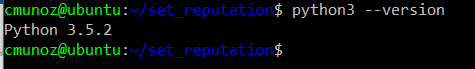 cmunoz@ubuntu:~/set_reputation$ python3 --version
Python 3.5.2
cmunoz@ubuntu:~/set_reputation$